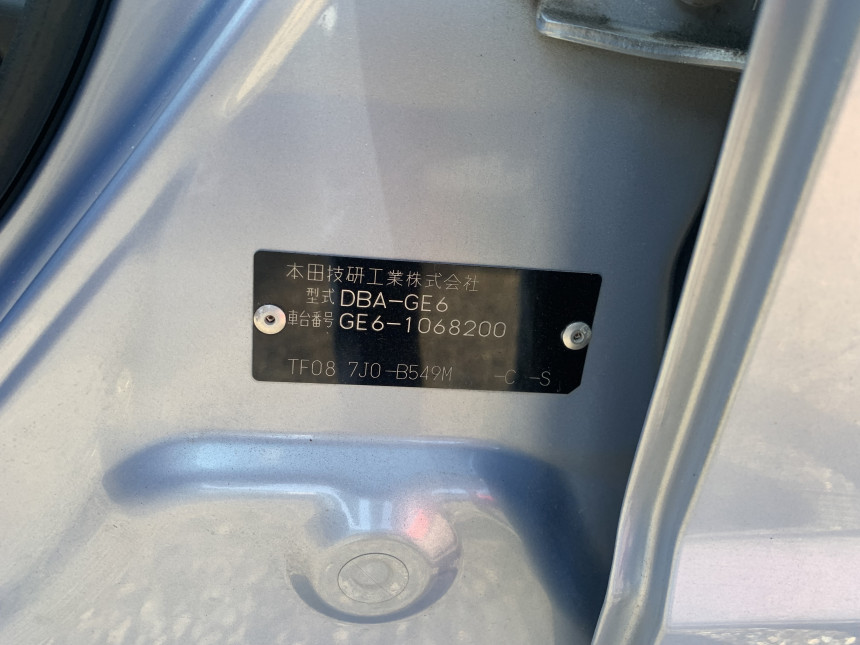 本田技研工業株式会社
型式 DBA-GE6
車台番号 GE6-1068200
TF08 7J0-B549M -C -S